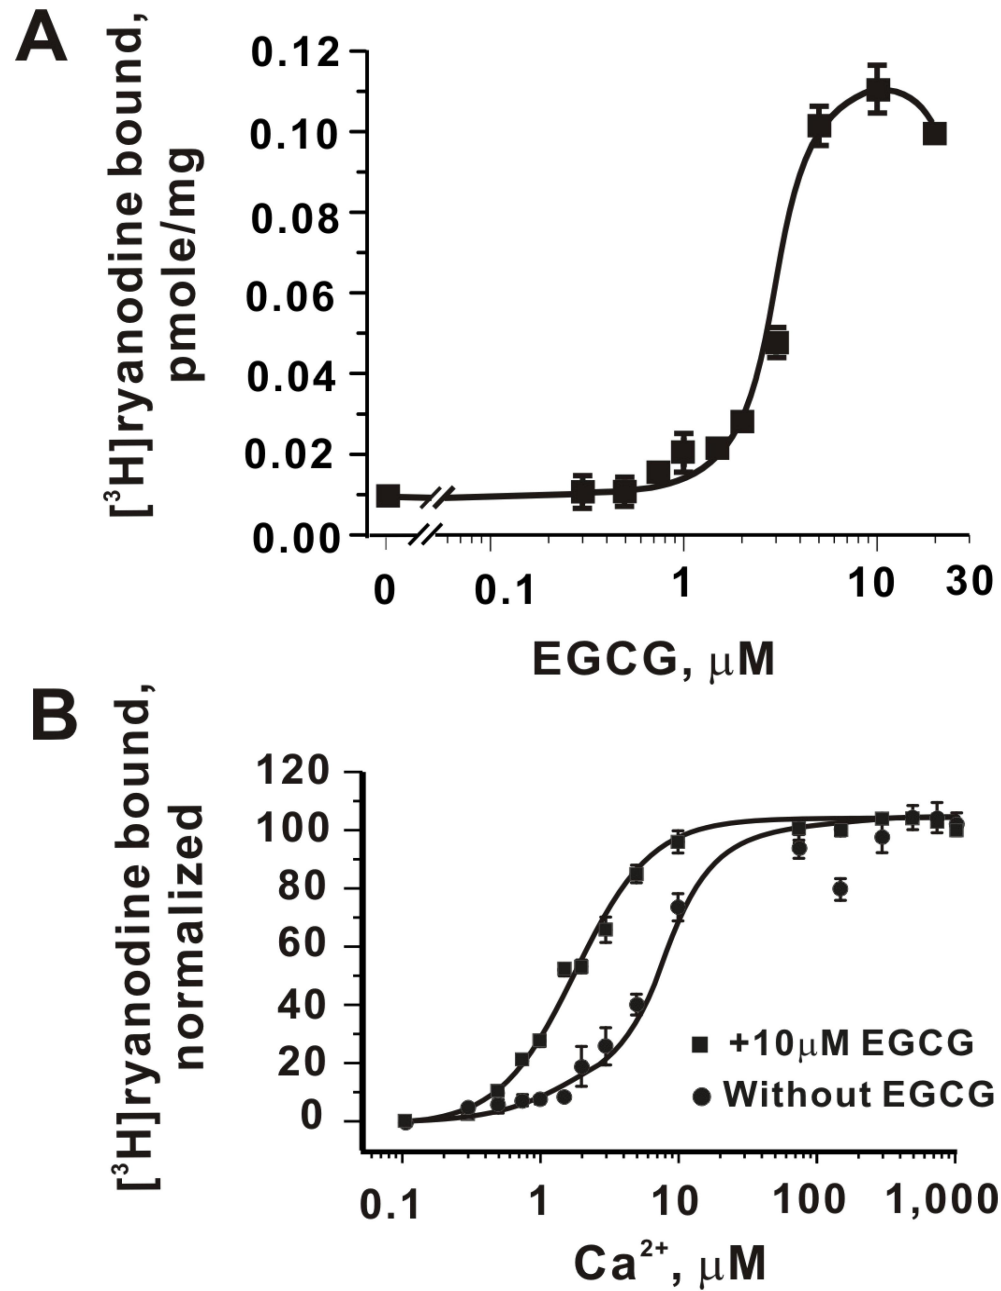 A
[³H]ryanodine bound,
pmole/mg
0.12
0.10
0.08
0.06
0.04
0.02
0.00
0 0.1 1 10 30
EGCG, μM
B
[³H]ryanodine bound,
normalized
120
100
80
60
40
20
0
+10μM EGCG
Without EGCG
0.1 1 10 100 1,000
Ca²⁺, μM